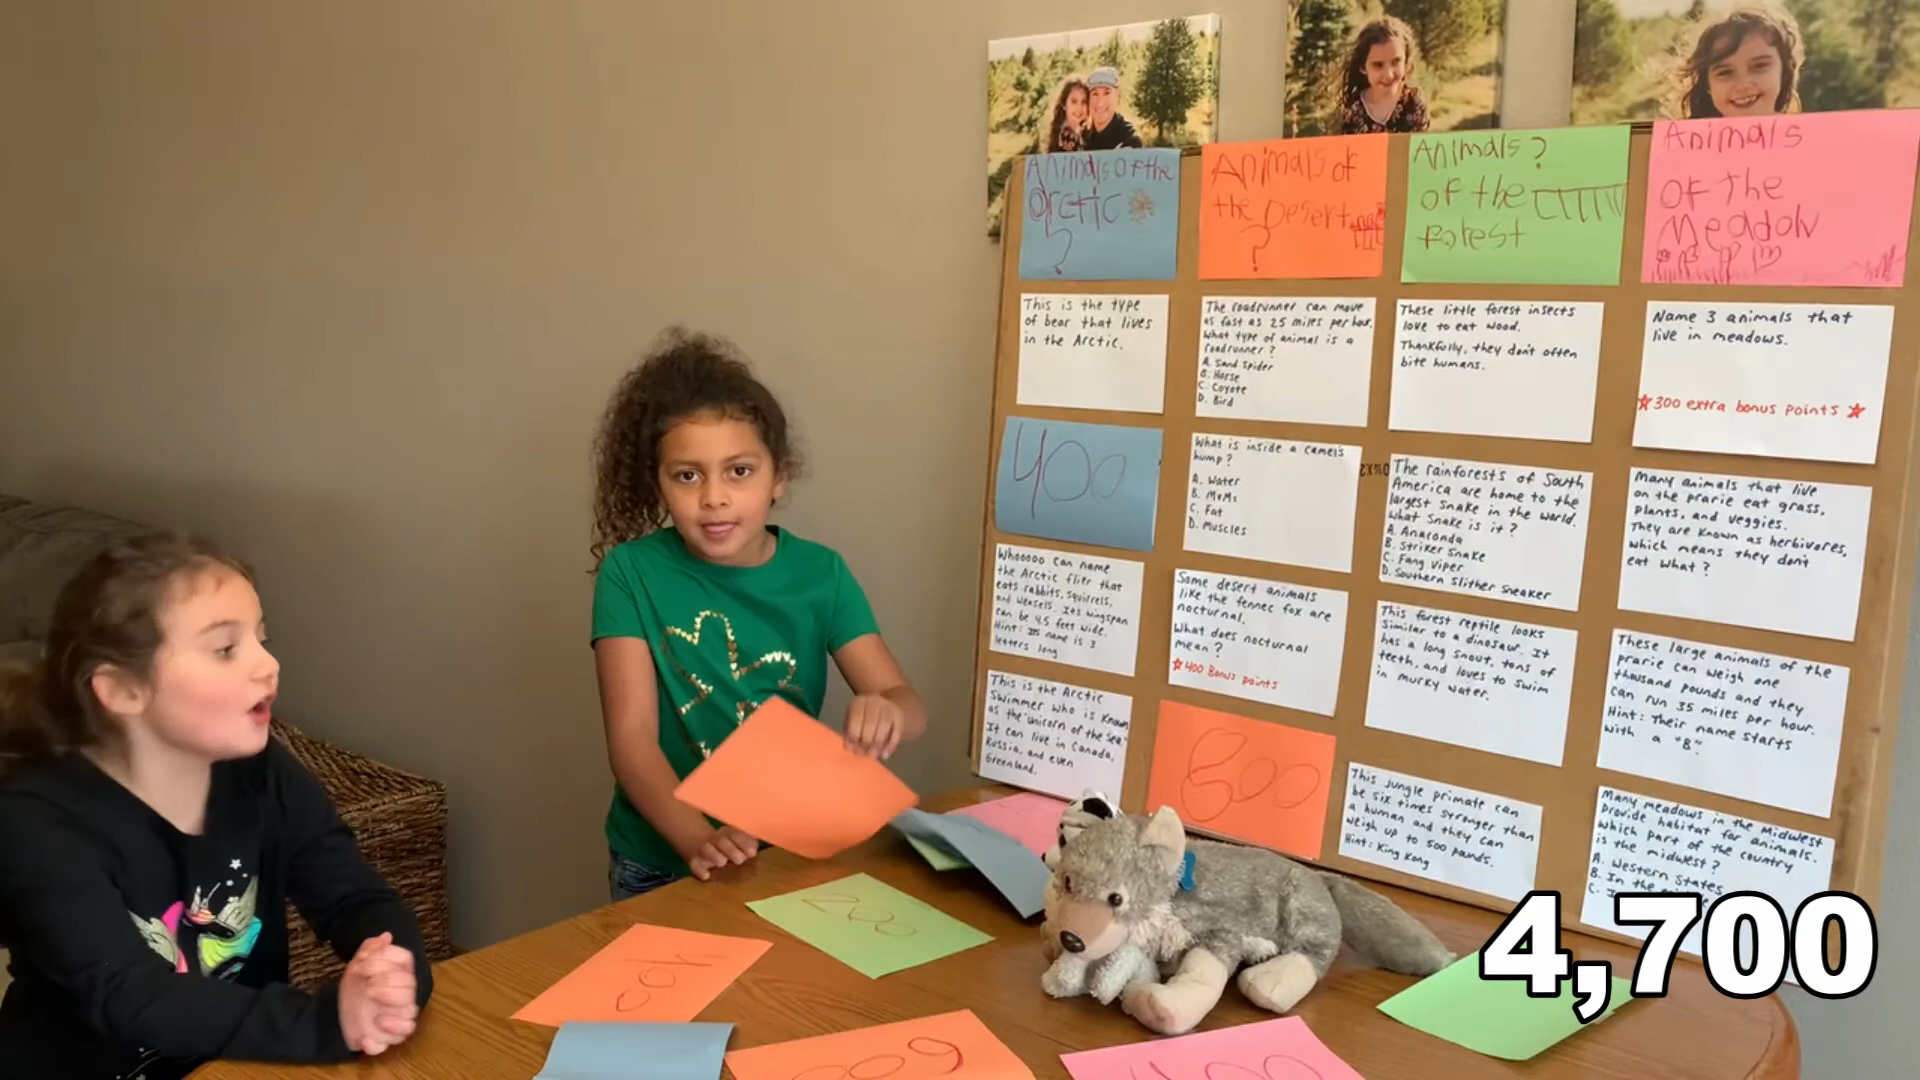 Animals of the
Arctic
?
Animals of
the Desert
?
Animals ?
of the
forest
Animals
of the
Meadow
This is the type
of bear that lives
in the Arctic.
The roadrunner can move
as fast as 25 miles per hour.
What type of animal is a
roadrunner?
A. Sand Spider
B. Horse
C. Coyote
D. Bird
These little forest insects
love to eat wood.
Thankfully, they don't often
bite humans.
Name 3 animals that
live in meadows.
300 extra bonus points
400
What is inside a camel's
hump?
A. Water
B. M&Ms
C. Fat
D. Muscles
The rainforests of South
America are home to the
largest snake in the world.
What snake is it?
A. Anaconda
B. Striker Snake
C. Fang Viper
D. Southern Slither Sneaker
Many animals that live
on the prarie eat grass,
plants, and veggies.
They are known as herbivores,
which means they don't
eat what?
Whooooo can name
the Arctic flier that
eats rabbits, squirrels,
and weasels. Its wingspan
can be 4.5 feet wide.
Hint: Its name is 3
letters long
Some desert animals
like the fennec fox are
nocturnal.
What does nocturnal
mean?
400 Bonus points
This forest reptile looks
similar to a dinosaur. It
has a long snout, tons of
teeth, and loves to swim
in murky water.
These large animals of the
prarie can weigh one
thousand pounds and they
can run 35 miles per hour.
Hint: Their name starts
with a "B".
This is the Arctic
Swimmer who is known
as the "unicorn of the sea"
It can live in Canada,
Russia, and even
Greenland.
800
This jungle primate can
be six times stronger than
a human and they can
weigh up to 500 pounds.
Hint: King Kong
Many meadows in the Midwest
provide habitat for animals.
Which part of the country
is the midwest?
A. Western States
B. In the
C.
4,700
200